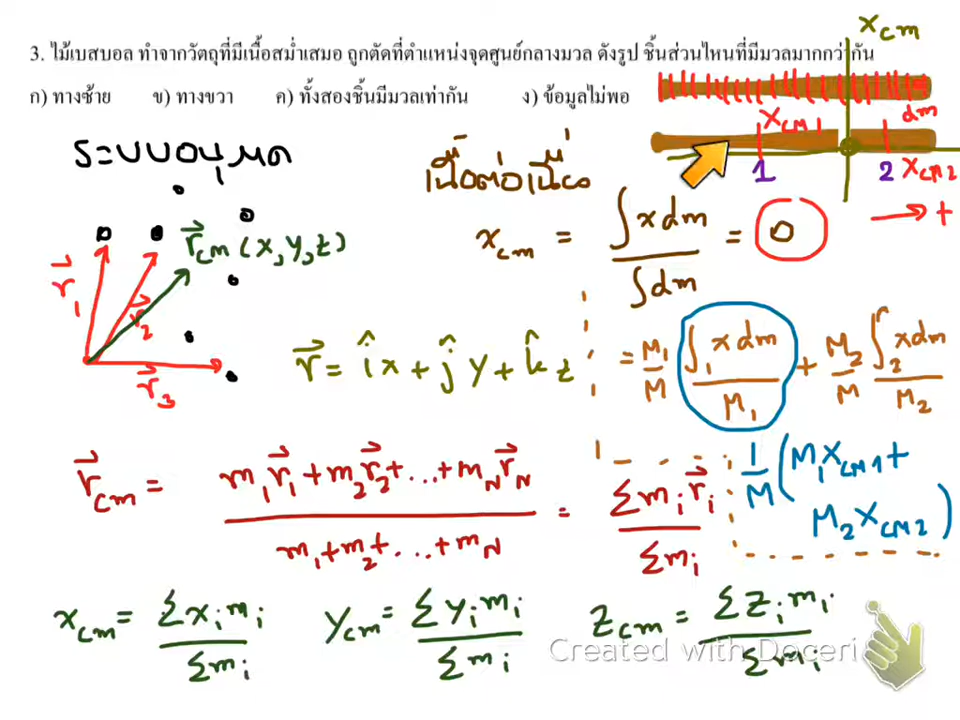 3. ไม้เบสบอล ทำจากวัตถุที่มีเนื้อสม่ำเสมอ ถูกตัดที่ตำแหน่งจุดศูนย์กลางมวล ดังรูป ชิ้นส่วนไหนที่มีมวลมากกว่ากัน
ก) ทางซ้าย ข) ทางขวา ค) ทั้งสองชิ้นมีมวลเท่ากัน ง) ข้อมูลไม่พอ
x_cm
dm
x_cm1
1 2 x_cm2
→ +
ระบบอนุภาค
เนื้อต่อเนื่อง
r⃗_cm (x, y, z)
r⃗_1
r⃗_2
r⃗_3
x_cm = ∫x dm / ∫dm = 0
= M_1/M ∫_1 x dm / M_1 + M_2/M ∫_2 x dm / M_2
r⃗ = î x + ĵ y + k̂ z
1/M (M_1 x_cm1 + M_2 x_cm2)
r⃗_cm = m_1 r⃗_1 + m_2 r⃗_2 + ... + m_N r⃗_N / m_1 + m_2 + ... + m_N = Σ m_i r⃗_i / Σ m_i
x_cm = Σ x_i m_i / Σ m_i y_cm = Σ y_i m_i / Σ m_i z_cm = Σ z_i m_i / Σ m_i
Created with Doceri